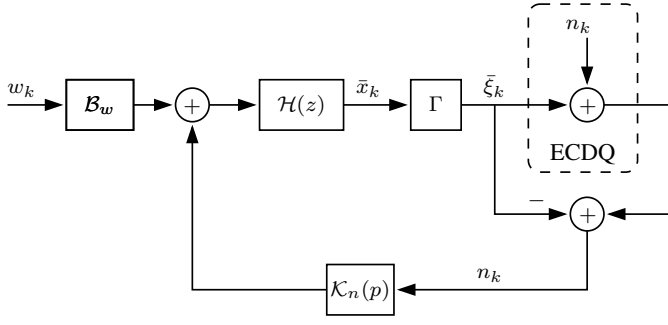 n_k
w_k
𝓑_w
+
𝓗(z)
x̄_k
Γ
ξ̄_k
+
ECDQ
−
+
𝒦_n(p)
n_k